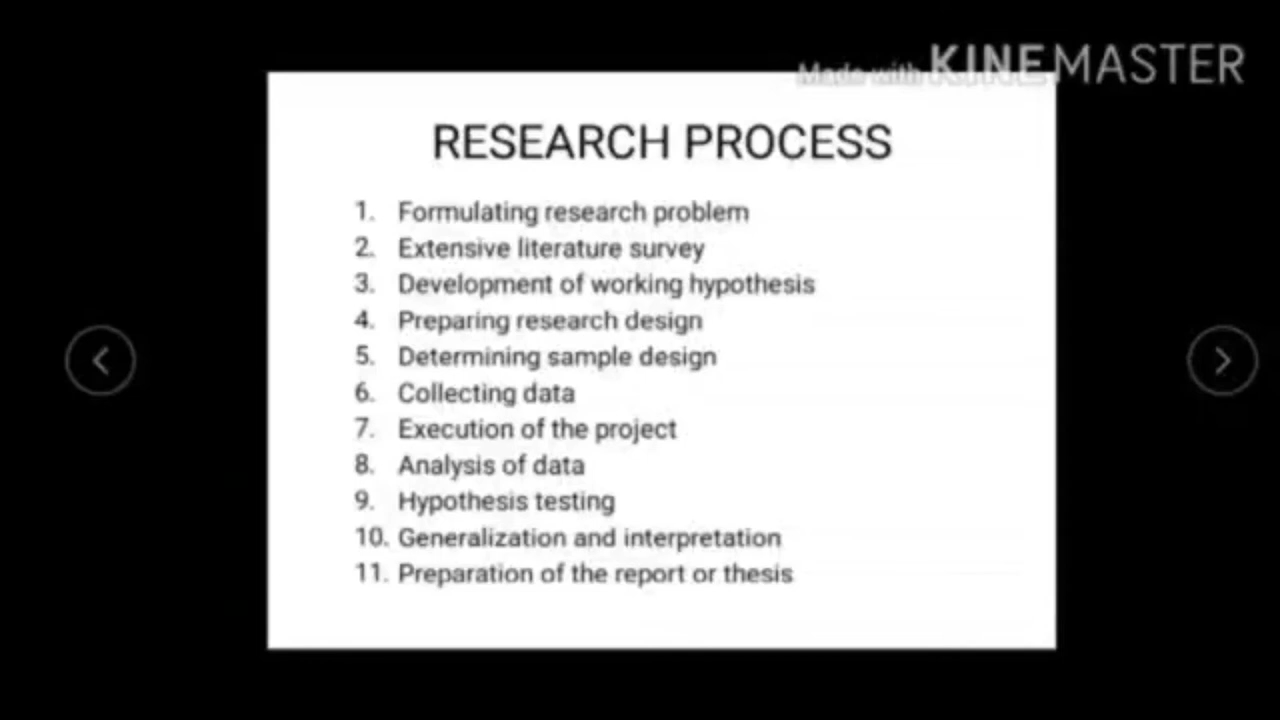 Made with KINEMASTER
RESEARCH PROCESS
1. Formulating research problem
2. Extensive literature survey
3. Development of working hypothesis
4. Preparing research design
5. Determining sample design
6. Collecting data
7. Execution of the project
8. Analysis of data
9. Hypothesis testing
10. Generalization and interpretation
11. Preparation of the report or thesis